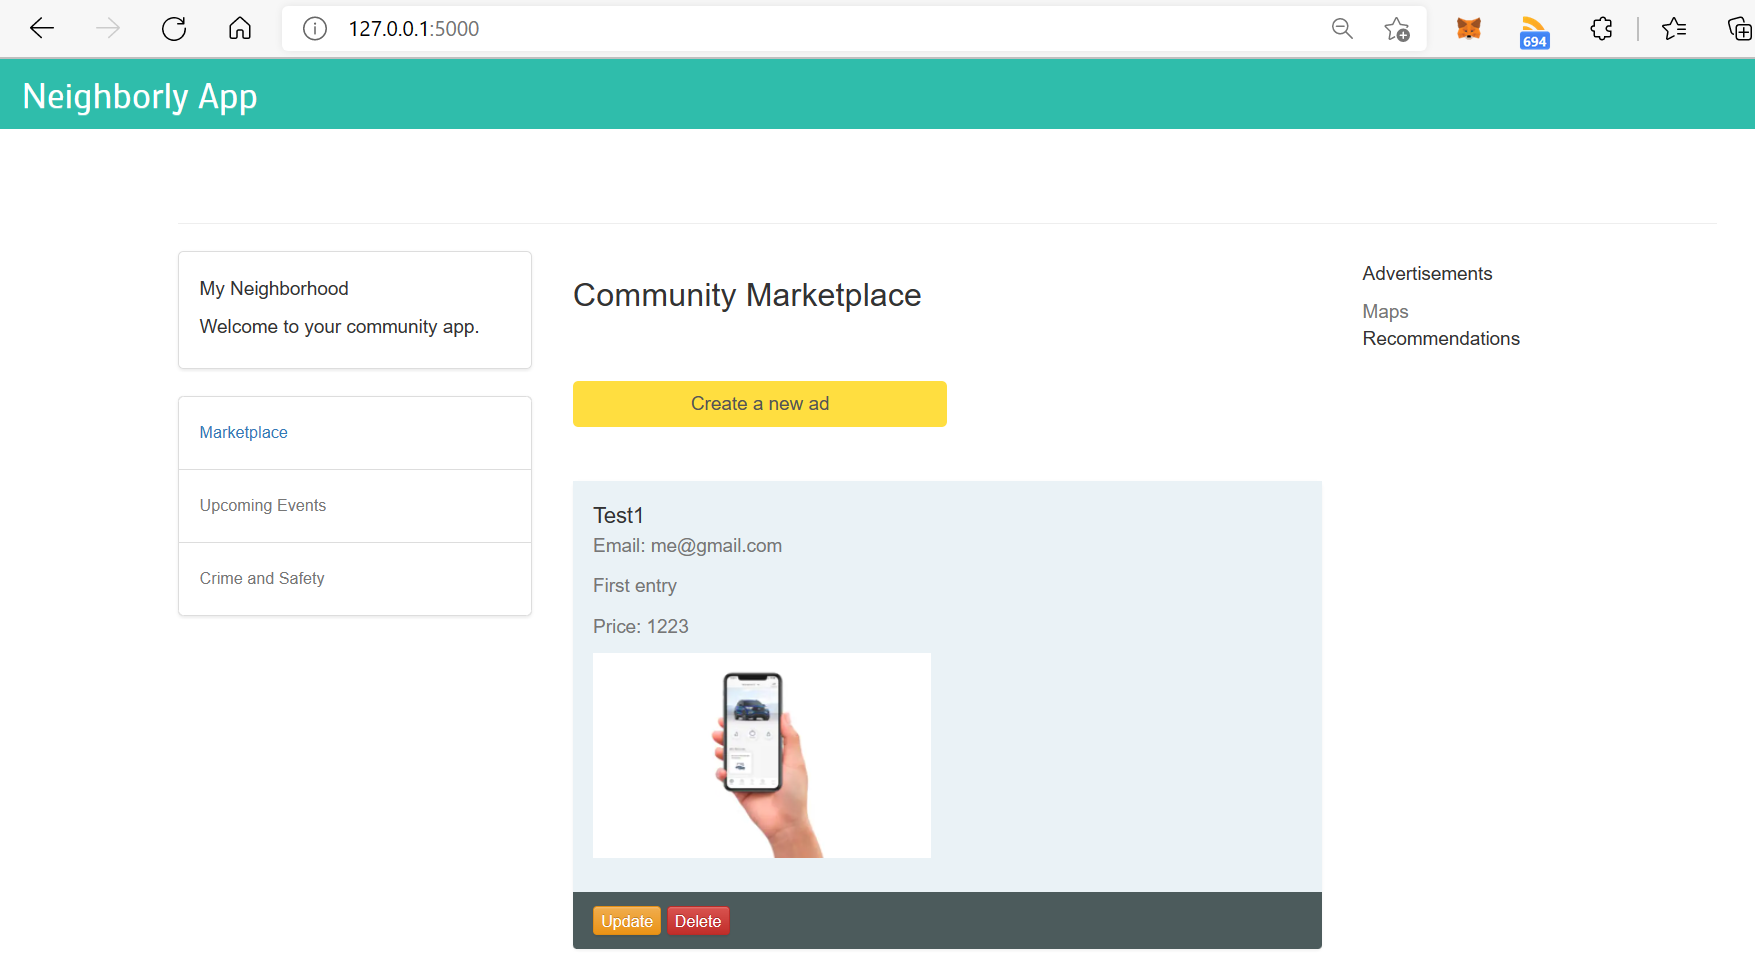 127.0.0.1:5000
694
Neighborly App
My Neighborhood
Welcome to your community app.
Marketplace
Upcoming Events
Crime and Safety
Community Marketplace
Create a new ad
Test1
Email: me@gmail.com
First entry
Price: 1223
Update Delete
Advertisements
Maps
Recommendations